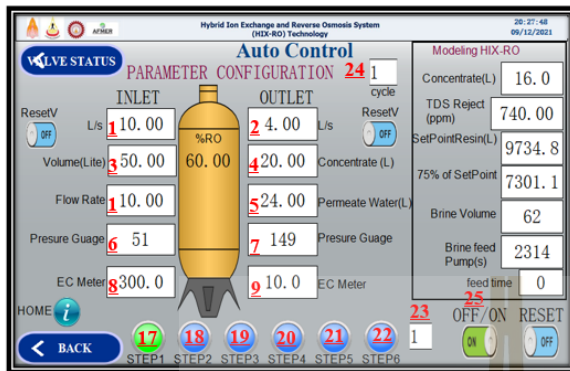 AFMER
Hybrid Ion Exchange and Reverse Osmosis System
(HIX-RO) Technology
20:27:48
09/12/2021
VALVE STATUS
Auto Control
PARAMETER CONFIGURATION 24 1
cycle
INLET OUTLET
ResetV OFF
ResetV OFF
L/s 1 10.00
2 4.00 L/s
%RO
60.00
Volume(Lite) 3 50.00
4 20.00 Concentrate (L)
Flow Rate 1 10.00
5 24.00 Permeate Water(L)
Presure Guage 6 51
7 149 Presure Guage
EC Meter 8 300.0
9 10.0 EC Meter
Modeling HIX-RO
Concentrate(L) 16.0
TDS Reject (ppm) 740.00
SetPointResin(L) 9734.8
75% of SetPoint 7301.1
Brine Volume 62
Brine feed Pump(s) 2314
feed time 0
HOME i
BACK
17 18 19 20 21 22
STEP1 STEP2 STEP3 STEP4 STEP5 STEP6
23
1
25
OFF/ON RESET
ON OFF